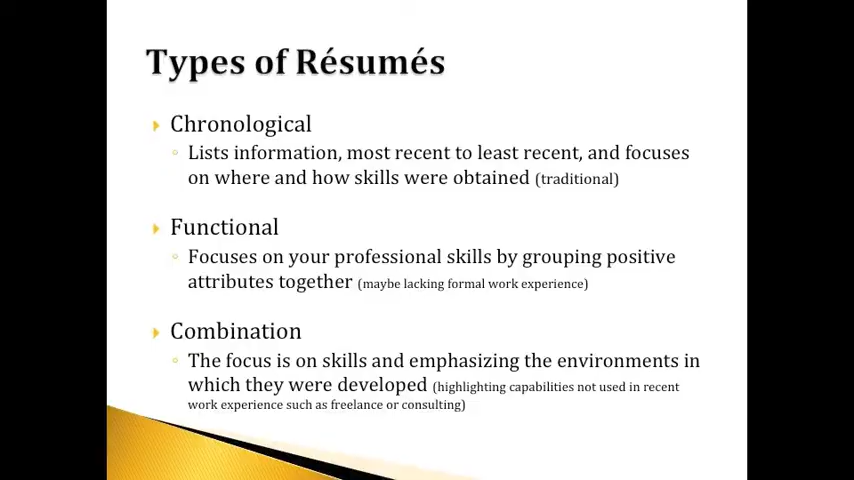 Types of Résumés
Chronological
Lists information, most recent to least recent, and focuses
on where and how skills were obtained (traditional)
Functional
Focuses on your professional skills by grouping positive
attributes together (maybe lacking formal work experience)
Combination
The focus is on skills and emphasizing the environments in
which they were developed (highlighting capabilities not used in recent
work experience such as freelance or consulting)